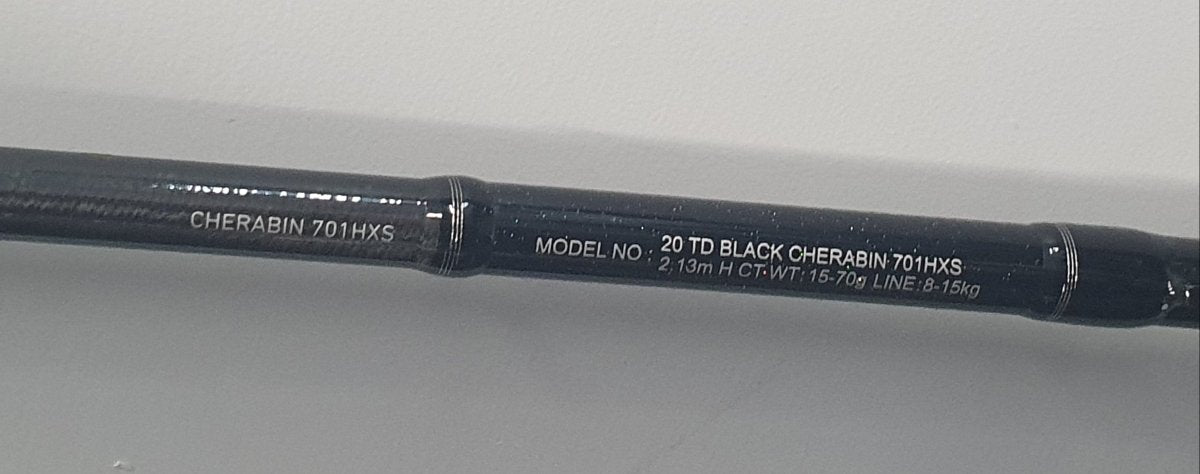 CHERABIN 701HXS
MODEL NO : 20 TD BLACK CHERABIN 701HXS
2.13m H CT·WT:15-70g LINE:8-15kg